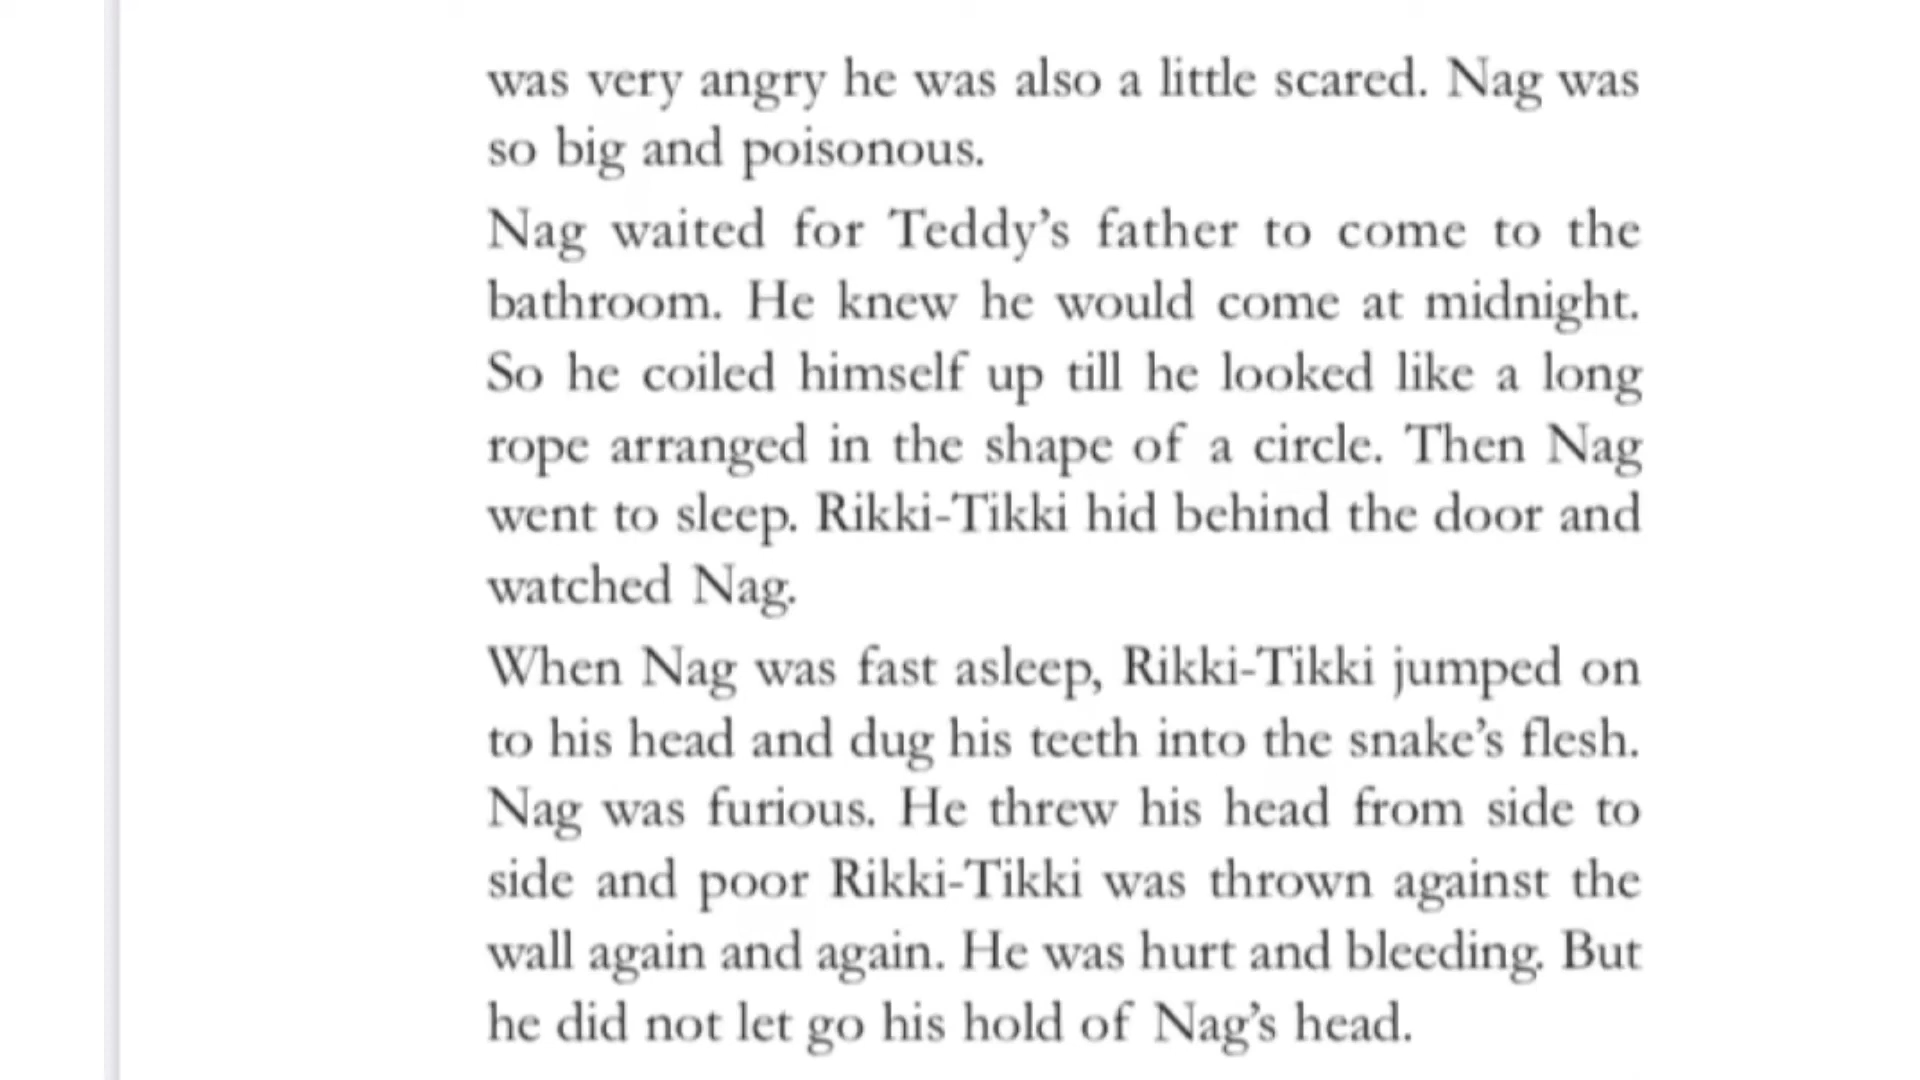 was very angry he was also a little scared. Nag was
so big and poisonous.
Nag waited for Teddy’s father to come to the
bathroom. He knew he would come at midnight.
So he coiled himself up till he looked like a long
rope arranged in the shape of a circle. Then Nag
went to sleep. Rikki-Tikki hid behind the door and
watched Nag.
When Nag was fast asleep, Rikki-Tikki jumped on
to his head and dug his teeth into the snake’s flesh.
Nag was furious. He threw his head from side to
side and poor Rikki-Tikki was thrown against the
wall again and again. He was hurt and bleeding. But
he did not let go his hold of Nag’s head.